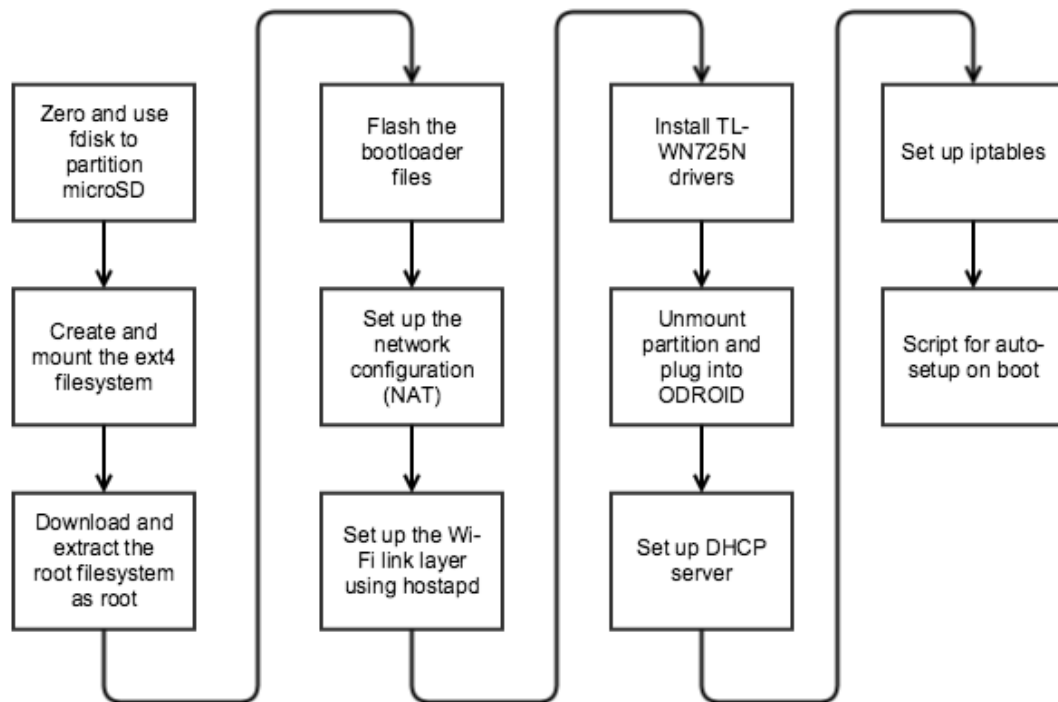 Zero and use
fdisk to
partition
microSD
Create and
mount the ext4
filesystem
Download and
extract the
root filesystem
as root
Flash the
bootloader
files
Set up the
network
configuration
(NAT)
Set up the Wi-
Fi link layer
using hostapd
Install TL-
WN725N
drivers
Unmount
partition and
plug into
ODROID
Set up DHCP
server
Set up iptables
Script for auto-
setup on boot